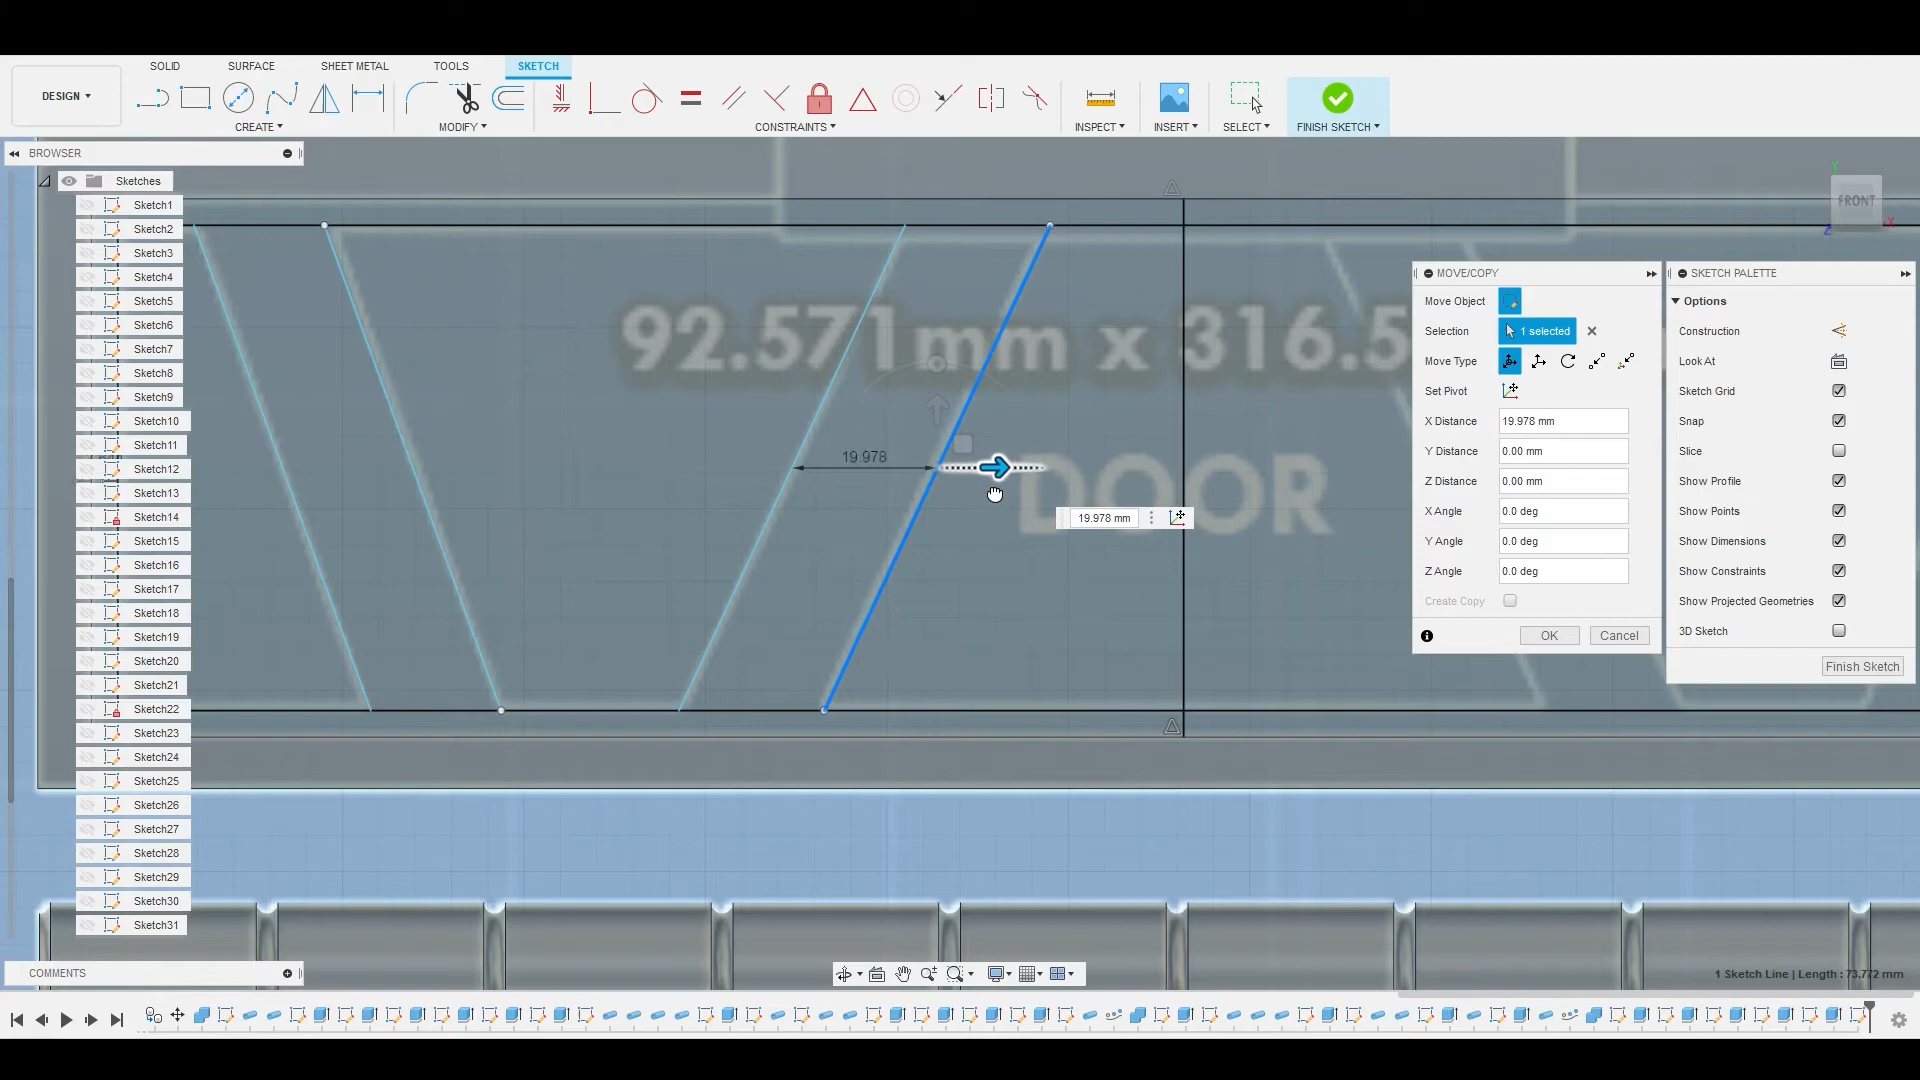 SOLID SURFACE SHEET METAL TOOLS SKETCH
DESIGN
CREATE MODIFY CONSTRAINTS INSPECT INSERT SELECT FINISH SKETCH
BROWSER
Sketches
Sketch1
Sketch2
Sketch3
Sketch4
Sketch5
Sketch6
Sketch7
Sketch8
Sketch9
Sketch10
Sketch11
Sketch12
Sketch13
Sketch14
Sketch15
Sketch16
Sketch17
Sketch18
Sketch19
Sketch20
Sketch21
Sketch22
Sketch23
Sketch24
Sketch25
Sketch26
Sketch27
Sketch28
Sketch29
Sketch30
Sketch31
COMMENTS
92.571mm x 316.5
DOOR
19.978
19.978 mm
Y
FRONT
X
Z
MOVE/COPY
Move Object
Selection 1 selected
Move Type
Set Pivot
X Distance 19.978 mm
Y Distance 0.00 mm
Z Distance 0.00 mm
X Angle 0.0 deg
Y Angle 0.0 deg
Z Angle 0.0 deg
Create Copy
OK Cancel
SKETCH PALETTE
Options
Construction
Look At
Sketch Grid
Snap
Slice
Show Profile
Show Points
Show Dimensions
Show Constraints
Show Projected Geometries
3D Sketch
Finish Sketch
1 Sketch Line | Length : 73.772 mm